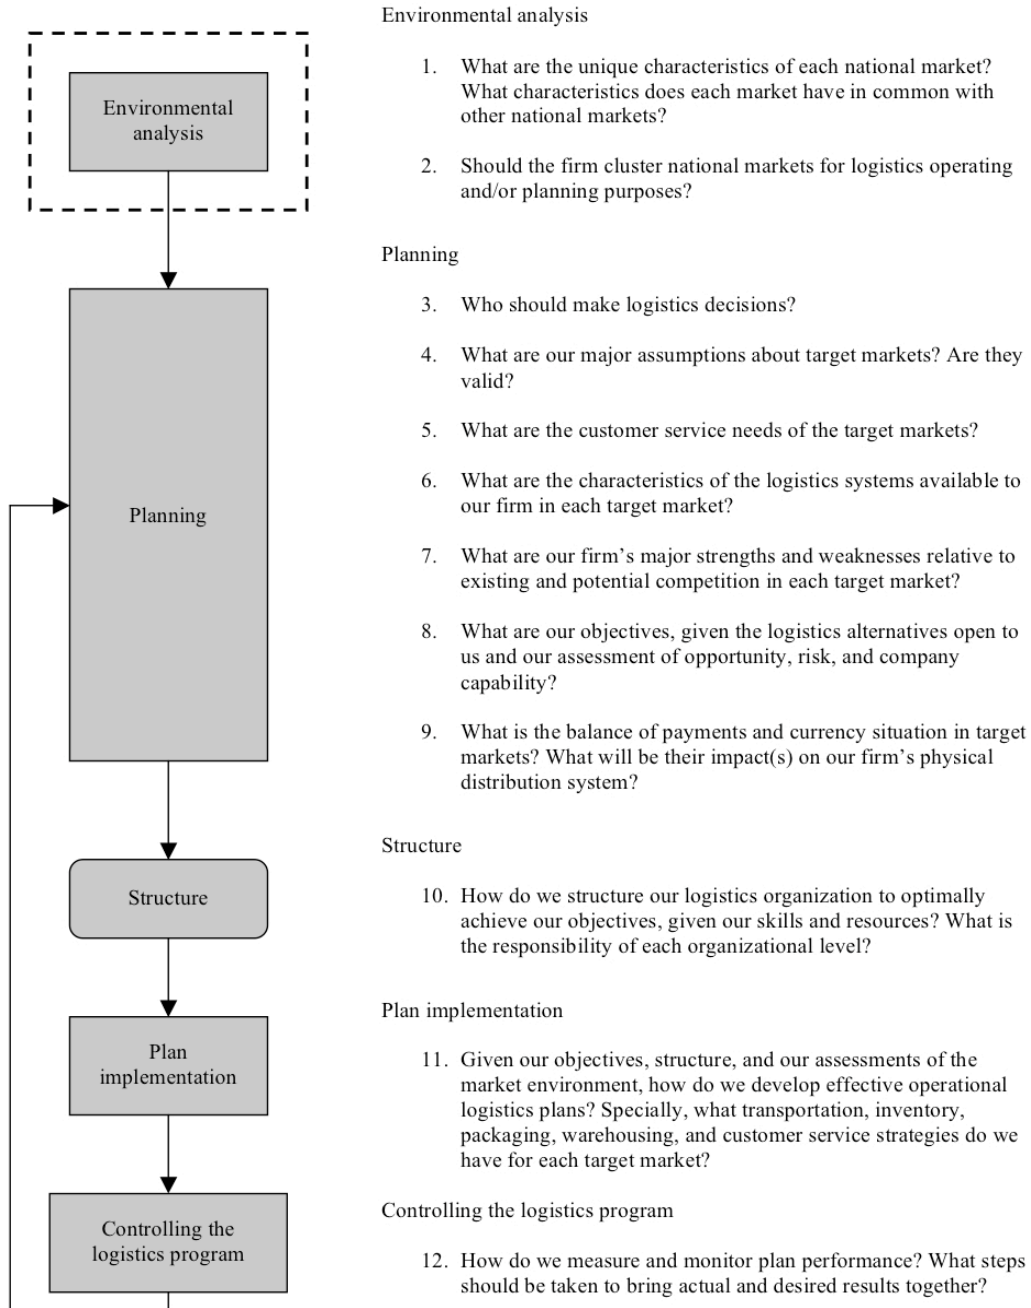 Environmental analysis
1. What are the unique characteristics of each national market?
What characteristics does each market have in common with
other national markets?
2. Should the firm cluster national markets for logistics operating
and/or planning purposes?
Planning
3. Who should make logistics decisions?
4. What are our major assumptions about target markets? Are they
valid?
5. What are the customer service needs of the target markets?
6. What are the characteristics of the logistics systems available to
our firm in each target market?
7. What are our firm’s major strengths and weaknesses relative to
existing and potential competition in each target market?
8. What are our objectives, given the logistics alternatives open to
us and our assessment of opportunity, risk, and company
capability?
9. What is the balance of payments and currency situation in target
markets? What will be their impact(s) on our firm’s physical
distribution system?
Structure
10. How do we structure our logistics organization to optimally
achieve our objectives, given our skills and resources? What is
the responsibility of each organizational level?
Plan implementation
11. Given our objectives, structure, and our assessments of the
market environment, how do we develop effective operational
logistics plans? Specially, what transportation, inventory,
packaging, warehousing, and customer service strategies do we
have for each target market?
Controlling the logistics program
12. How do we measure and monitor plan performance? What steps
should be taken to bring actual and desired results together?
Environmental
analysis
Planning
Structure
Plan
implementation
Controlling the
logistics program